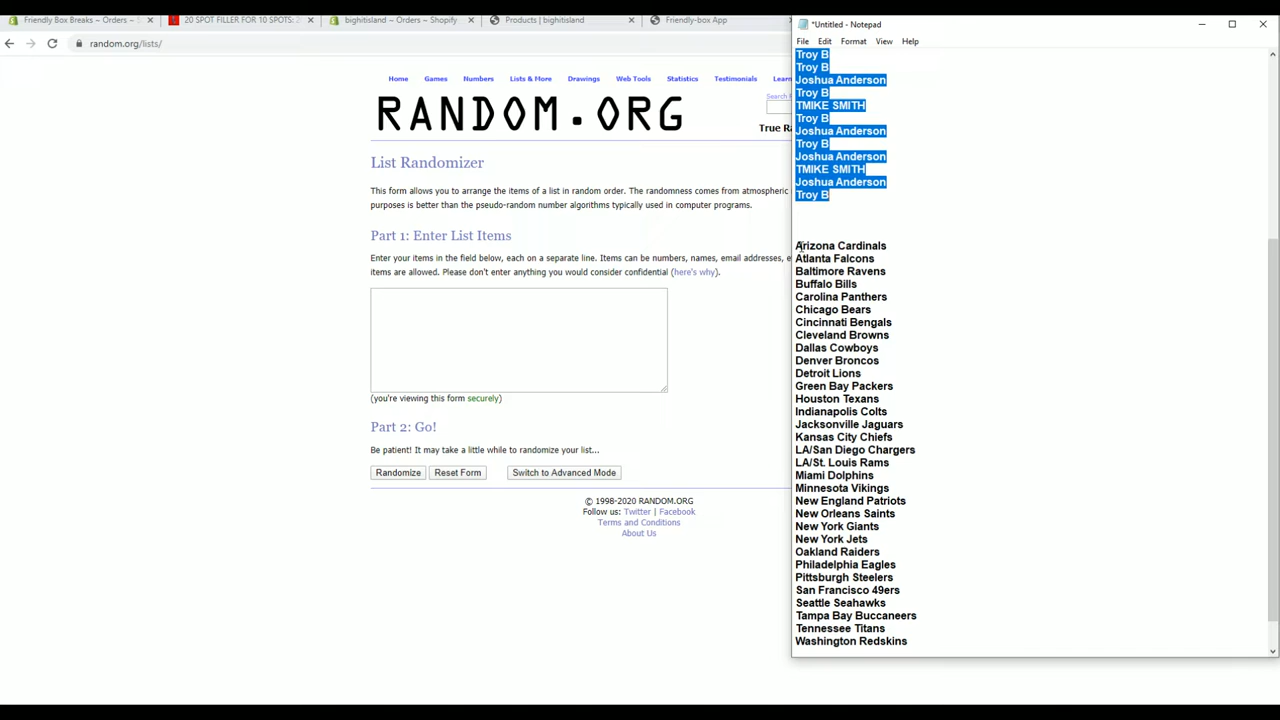 Friendly Box Breaks ~ Orders ~ S
20 SPOT FILLER FOR 10 SPOTS: 2
bighitisland ~ Orders ~ Shopify
Products | bighitisland
Friendly-box App
random.org/lists/
Home Games Numbers Lists & More Drawings Web Tools Statistics Testimonials Learn
Search
RANDOM.ORG
True
List Randomizer
This form allows you to arrange the items of a list in random order. The randomness comes from atmospheric
purposes is better than the pseudo-random number algorithms typically used in computer programs.
Part 1: Enter List Items
Enter your items in the field below, each on a separate line. Items can be numbers, names, email addresses, e
items are allowed. Please don't enter anything you would consider confidential (here's why).
(you're viewing this form securely)
Part 2: Go!
Be patient! It may take a little while to randomize your list...
Randomize Reset Form Switch to Advanced Mode
© 1998-2020 RANDOM.ORG
Follow us: Twitter | Facebook
Terms and Conditions
About Us
*Untitled - Notepad
File Edit Format View Help
Troy B
Troy B
Joshua Anderson
Troy B
TMIKE SMITH
Troy B
Joshua Anderson
Troy B
Joshua Anderson
TMIKE SMITH
Joshua Anderson
Troy B
Arizona Cardinals
Atlanta Falcons
Baltimore Ravens
Buffalo Bills
Carolina Panthers
Chicago Bears
Cincinnati Bengals
Cleveland Browns
Dallas Cowboys
Denver Broncos
Detroit Lions
Green Bay Packers
Houston Texans
Indianapolis Colts
Jacksonville Jaguars
Kansas City Chiefs
LA/San Diego Chargers
LA/St. Louis Rams
Miami Dolphins
Minnesota Vikings
New England Patriots
New Orleans Saints
New York Giants
New York Jets
Oakland Raiders
Philadelphia Eagles
Pittsburgh Steelers
San Francisco 49ers
Seattle Seahawks
Tampa Bay Buccaneers
Tennessee Titans
Washington Redskins